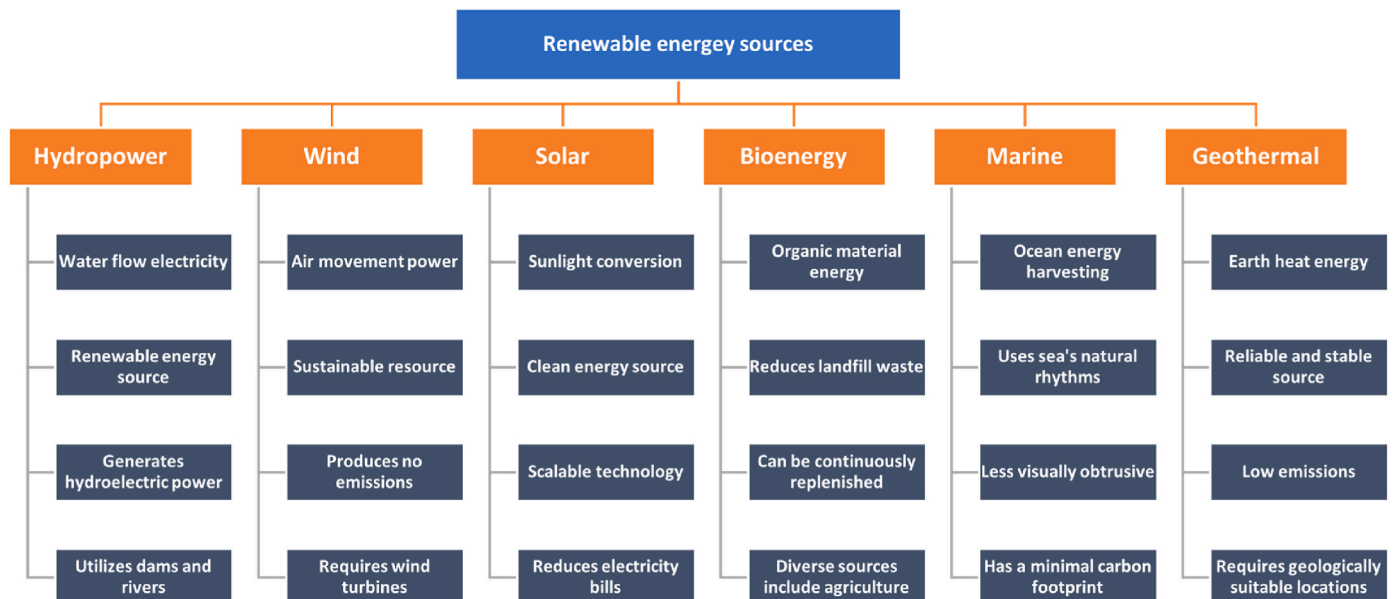 Renewable energey sources
Hydropower
Wind
Solar
Bioenergy
Marine
Geothermal
Water flow electricity
Air movement power
Sunlight conversion
Organic material
energy
Ocean energy
harvesting
Earth heat energy
Renewable energy
source
Sustainable resource
Clean energy source
Reduces landfill waste
Uses sea's natural
rhythms
Reliable and stable
source
Generates
hydroelectric power
Produces no
emissions
Scalable technology
Can be continuously
replenished
Less visually obtrusive
Low emissions
Utilizes dams and
rivers
Requires wind
turbines
Reduces electricity
bills
Diverse sources
include agriculture
Has a minimal carbon
footprint
Requires geologically
suitable locations